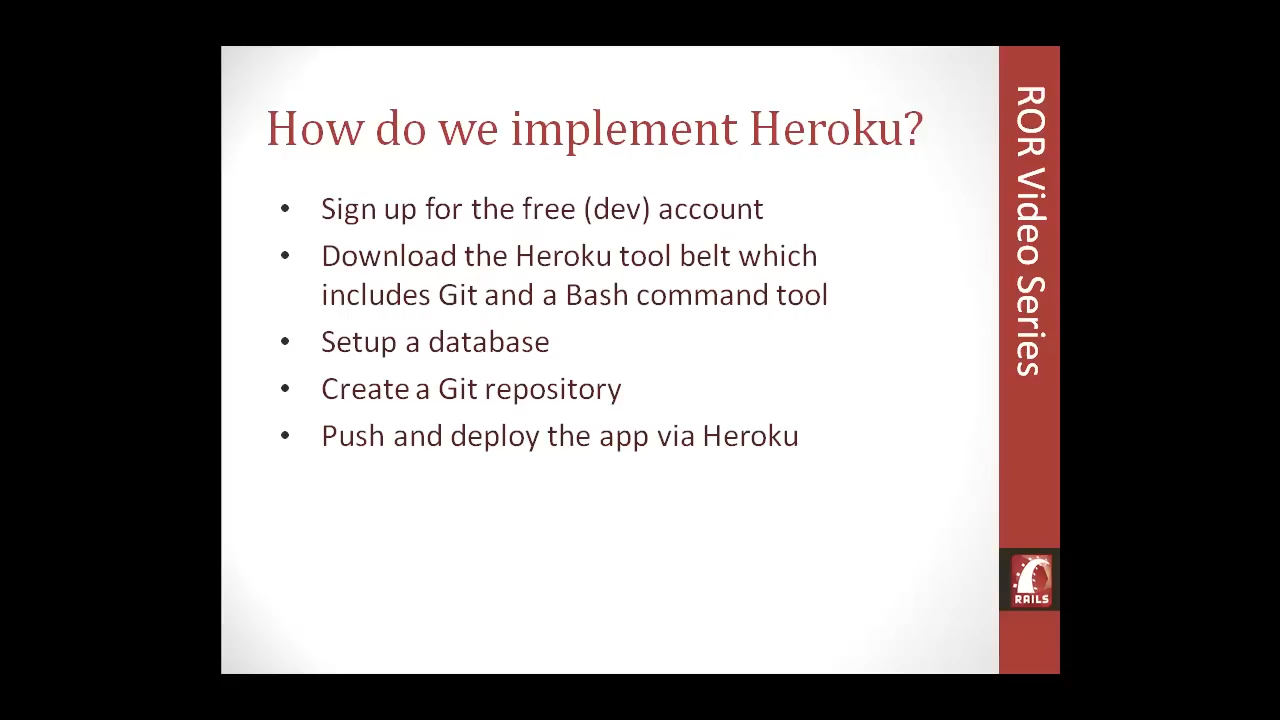 How do we implement Heroku?
• Sign up for the free (dev) account
• Download the Heroku tool belt which
includes Git and a Bash command tool
• Setup a database
• Create a Git repository
• Push and deploy the app via Heroku
ROR Video Series
RAILS